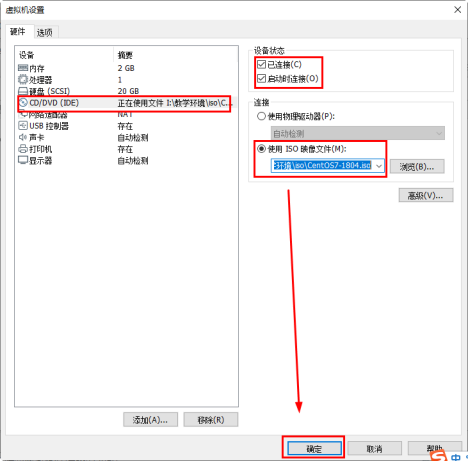 虚拟机设置
硬件 选项
设备 摘要
内存 2 GB
处理器 1
硬盘 (SCSI) 20 GB
CD/DVD (IDE) 正在使用文件 I:\教学环境\iso\C...
网络适配器 NAT
USB 控制器 存在
声卡 自动检测
打印机 存在
显示器 自动检测
添加(A)... 移除(R)
设备状态
已连接(C)
启动时连接(O)
连接
使用物理驱动器(P):
自动检测
使用 ISO 映像文件(M):
环境\iso\CentOS7-1804.iso 浏览(B)...
高级(V)...
确定 取消 帮助
中